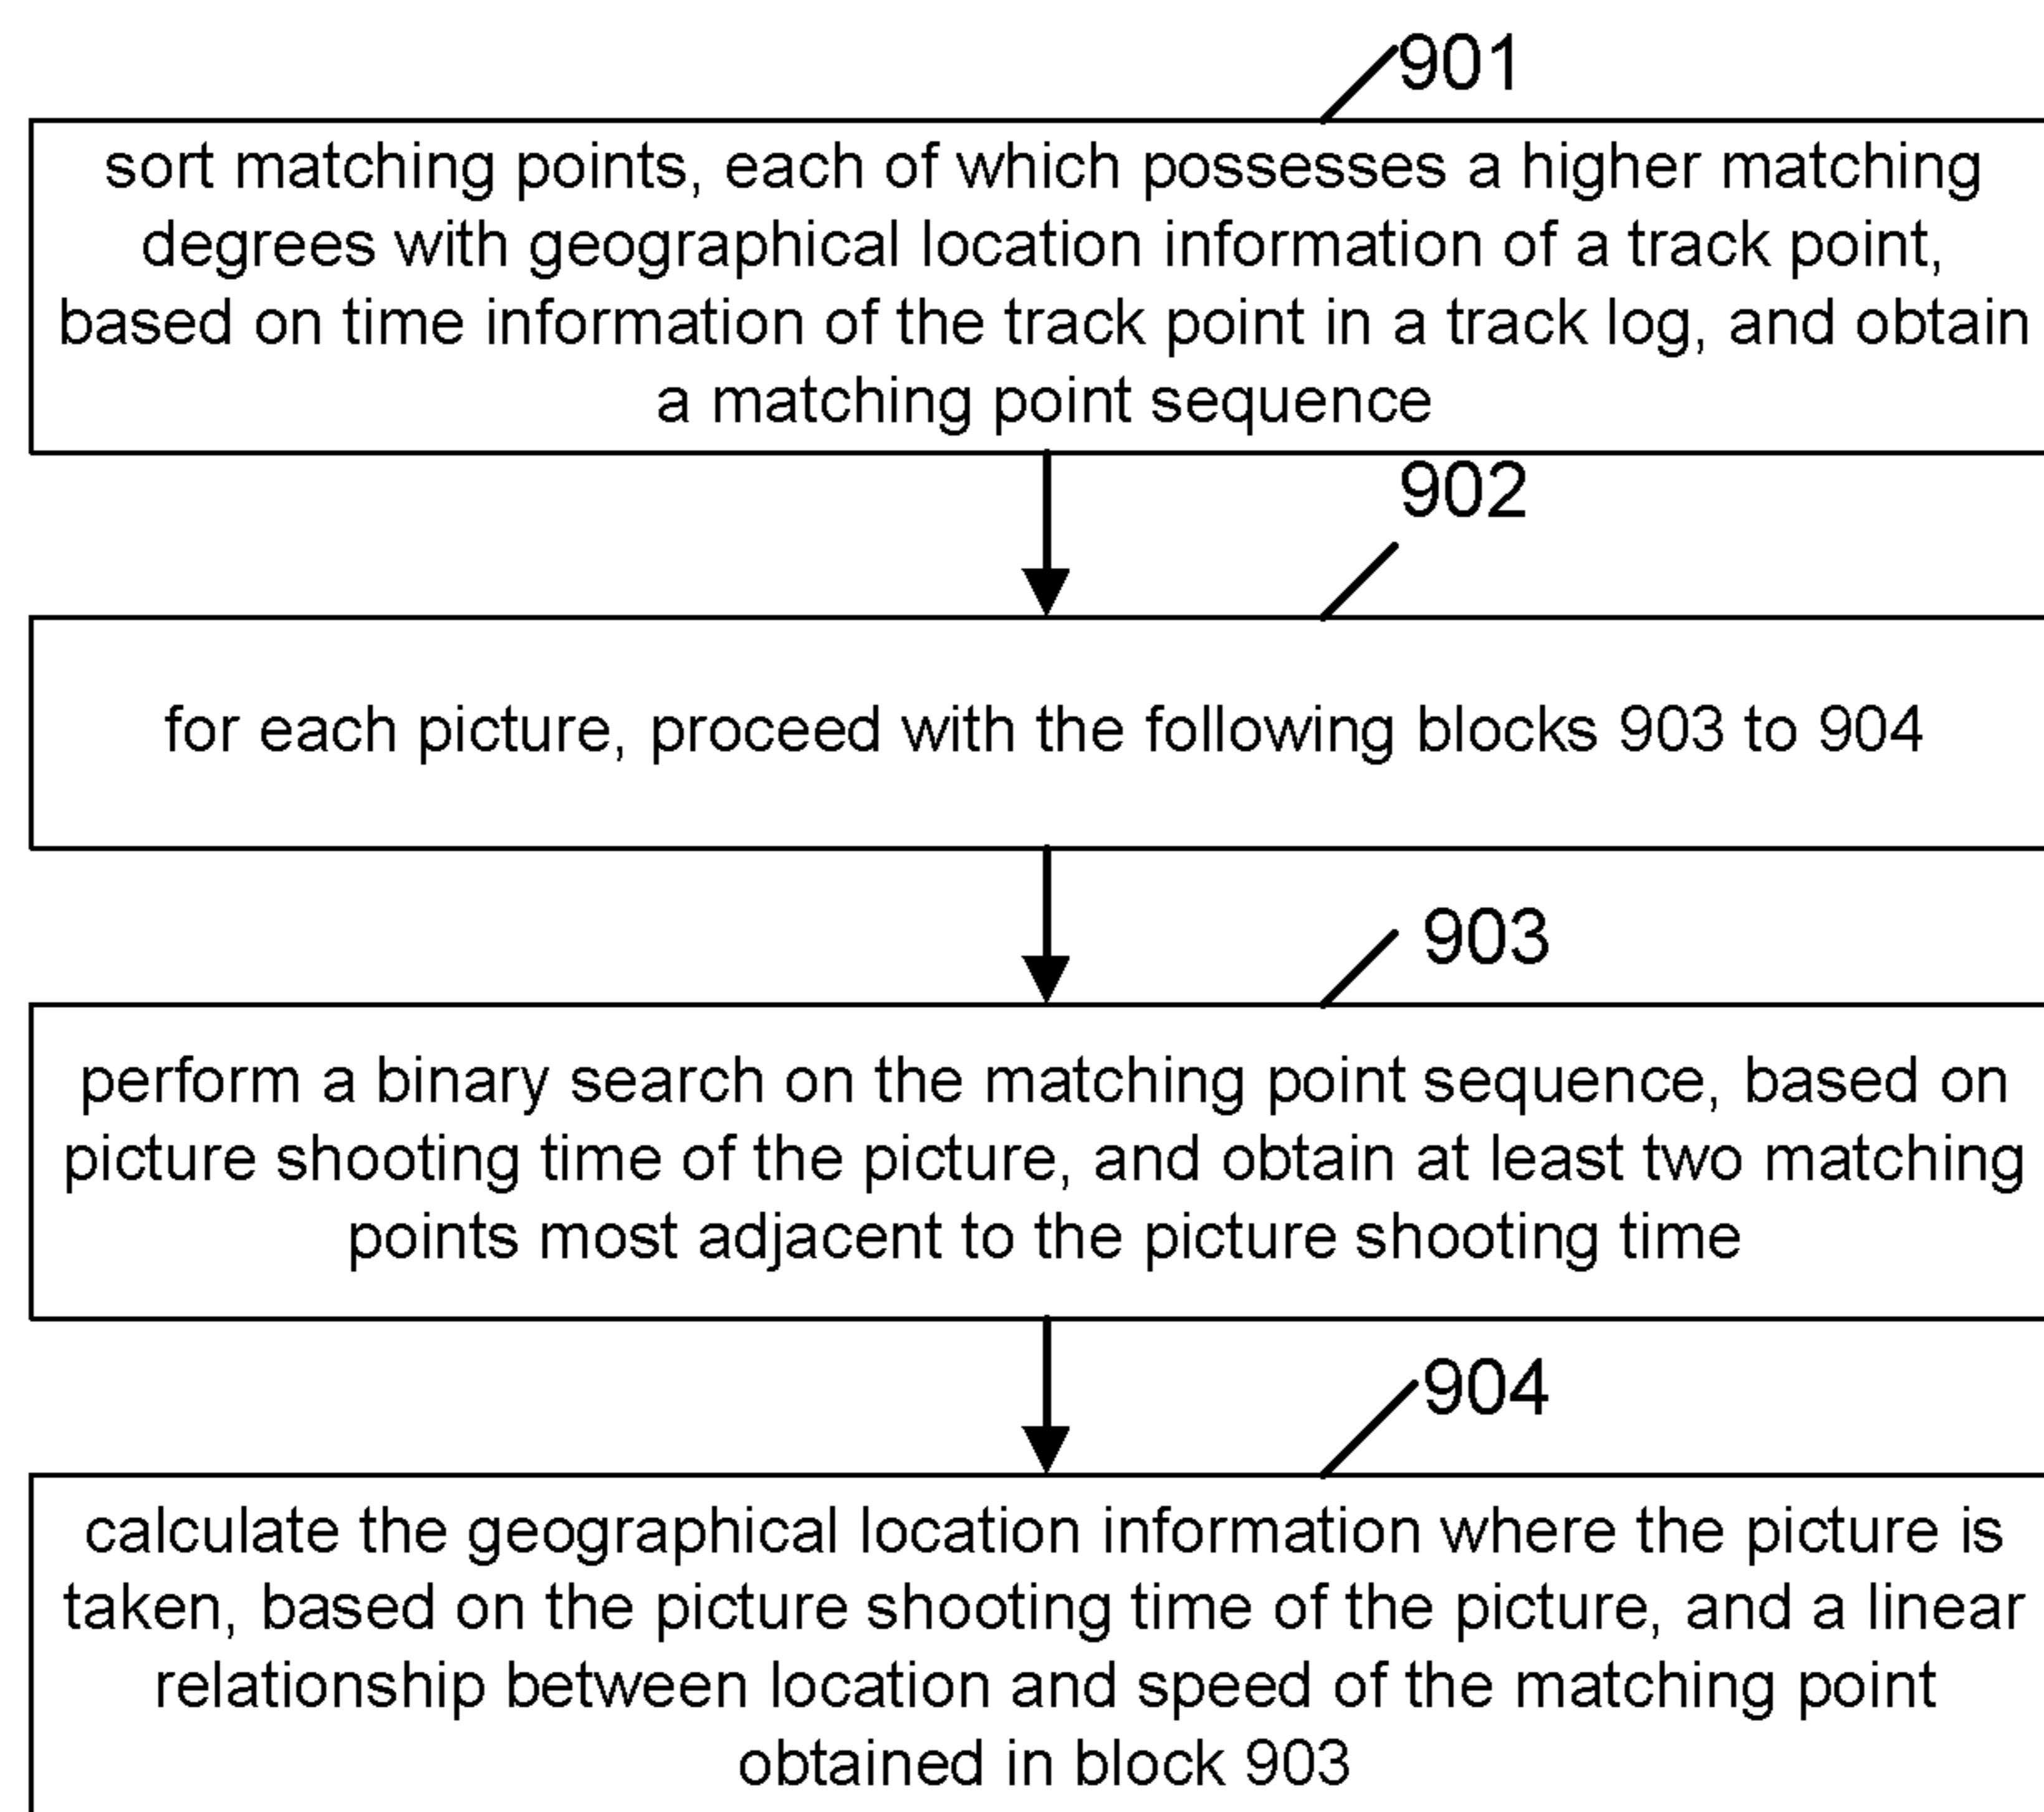 901
sort matching points, each of which possesses a higher matching
degrees with geographical location information of a track point,
based on time information of the track point in a track log, and obtain
a matching point sequence
902
for each picture, proceed with the following blocks 903 to 904
903
perform a binary search on the matching point sequence, based on
picture shooting time of the picture, and obtain at least two matching
points most adjacent to the picture shooting time
904
calculate the geographical location information where the picture is
taken, based on the picture shooting time of the picture, and a linear
relationship between location and speed of the matching point
obtained in block 903